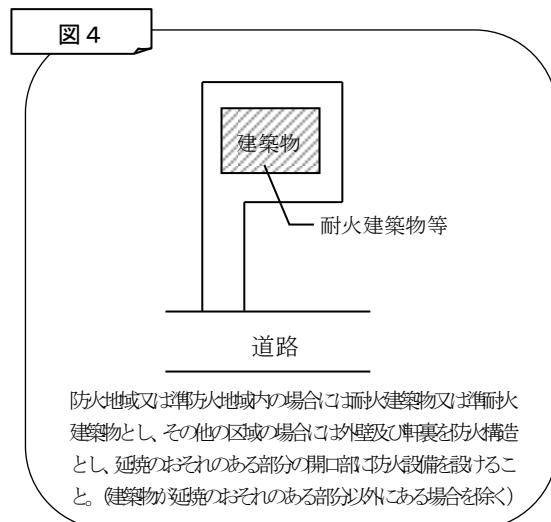 図４
建築物
耐火建築物等
道路
防火地域又は準防火地域内の場合には耐火建築物又は準耐火
建築物とし、その他の区域の場合には外壁及び軒裏を防火構造
とし、延焼のおそれのある部分の開口部に防火設備を設けるこ
と。（建築物が延焼のおそれのある部分以外にある場合を除く）